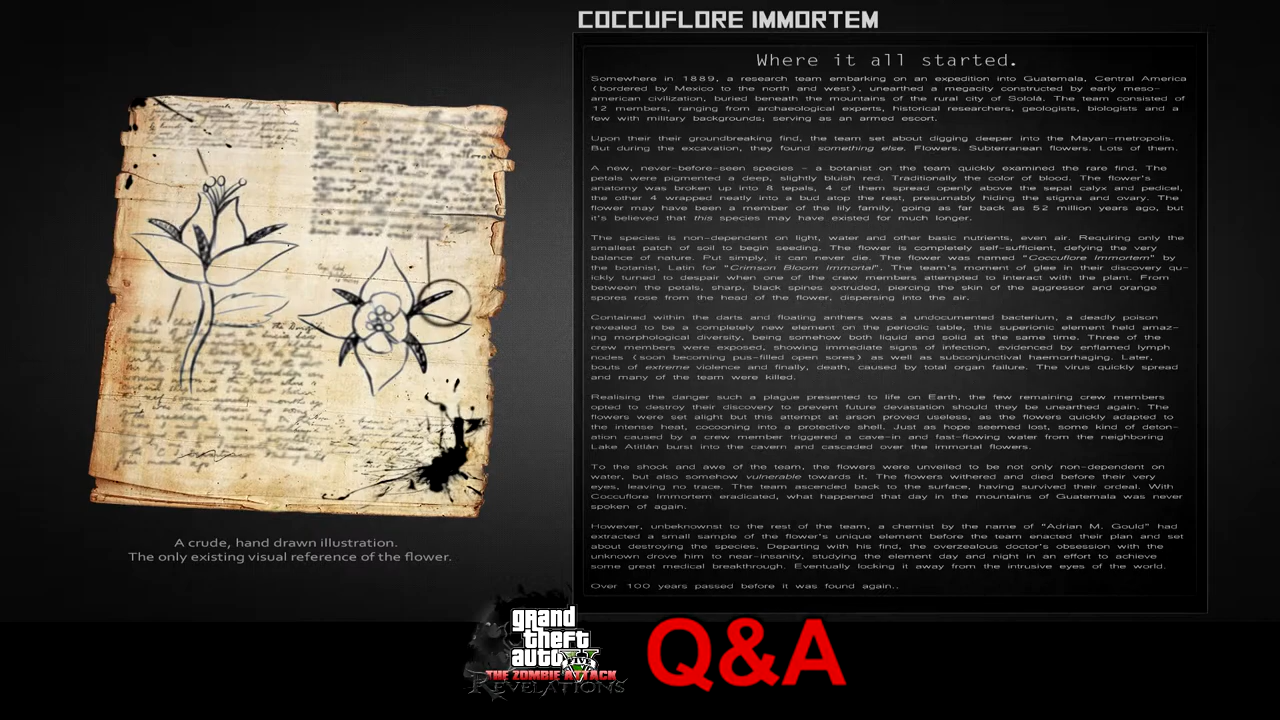 COCCUFLORE IMMORTEM
Where it all started.
Somewhere in 1889, a research team embarking on an expedition into Guatemala, Central America
(bordered by Mexico to the north and west), unearthed a megacity constructed by early meso-
american civilization, buried beneath the mountains of the rural city of Sololá. The team consisted of
12 members, ranging from archaeological experts, historical researchers, geologists, biologists and a
few with military backgrounds; serving as an armed escort.
Upon their their groundbreaking find, the team set about digging deeper into the Mayan-metropolis.
But during the excavation, they found something else. Flowers. Subterranean flowers. Lots of them.
A new, never-before-seen species - a botanist on the team quickly examined the rare find. The
petals were pigmented a deep, slightly bluish red. Traditionally the color of blood. The flower's
anatomy was broken up into 8 tepals, 4 of them spread openly above the sepal calyx and pedicel,
the other 4 wrapped neatly into a bud atop the rest, presumably hiding the stigma and ovary. The
flower may have been a member of the lily family, going as far back as 52 million years ago, but
it's believed that this species may have existed for much longer.
The species is non-dependent on light, water and other basic nutrients, even air. Requiring only the
smallest patch of soil to begin seeding. The flower is completely self-sufficient, defying the very
balance of nature. Put simply, it can never die. The flower was named "Coccuflore Immortem" by
the botanist, Latin for "Crimson Bloom Immortal". The team's moment of glee in their discovery qu-
ickly turned to despair when one of the crew members attempted to interact with the plant. From
between the petals, sharp, black spines extruded, piercing the skin of the aggressor and orange
spores rose from the head of the flower, dispersing into the air.
Contained within the darts and floating anthers was a undocumented bacterium, a deadly poison
revealed to be a completely new element on the periodic table, this superionic element held amaz-
ing morphological diversity, being somehow both liquid and solid at the same time. Three of the
crew members were exposed, showing immediate signs of infection, evidenced by enflamed lymph
nodes (soon becoming pus-filled open sores) as well as subconjunctival haemorrhaging. Later,
bouts of extreme violence and finally, death, caused by total organ failure. The virus quickly spread
and many of the team were killed.
Realising the danger such a plague presented to life on Earth, the few remaining crew members
opted to destroy their discovery to prevent future devastation should they be unearthed again. The
flowers were set alight but this attempt at arson proved useless, as the flowers quickly adapted to
the intense heat, cocooning into a protective shell. Just as hope seemed lost, some kind of deton-
ation caused by a crew member triggered a cave-in and fast-flowing water from the neighboring
Lake Atitlán burst into the cavern and cascaded over the immortal flowers.
To the shock and awe of the team, the flowers were unveiled to be not only non-dependent on
water, but also somehow vulnerable towards it. The flowers withered and died before their very
eyes, leaving no trace. The team ascended back to the surface, having survived their ordeal. With
Coccuflore Immortem eradicated, what happened that day in the mountains of Guatemala was never
spoken of again.
However, unbeknownst to the rest of the team, a chemist by the name of "Adrian M. Gould" had
extracted a small sample of the flower's unique element before the team enacted their plan and set
about destroying the species. Departing with his find, the overzealous doctor's obsession with the
unknown drove him to near-insanity, studying the element day and night in an effort to achieve
some great medical breakthrough. Eventually locking it away from the intrusive eyes of the world.
Over 100 years passed before it was found again..
A crude, hand drawn illustration.
The only existing visual reference of the flower.
grand
theft
auto V
FIVE
THE ZOMBIE ATTACK
REVELATIONS
Q&A